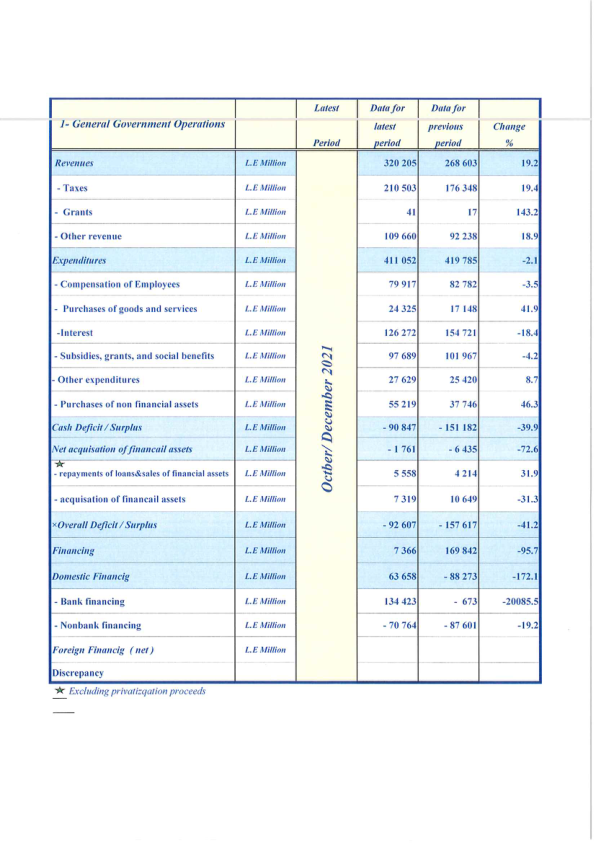 1- General Government Operations Latest Period Data for latest period Data for previous period Change %
Revenues L.E Million 320 205 268 603 19.2
- Taxes L.E Million 210 503 176 348 19.4
- Grants L.E Million 41 17 143.2
- Other revenue L.E Million 109 660 92 238 18.9
Expenditures L.E Million 411 052 419 785 -2.1
- Compensation of Employees L.E Million 79 917 82 782 -3.5
- Purchases of goods and services L.E Million 24 325 17 148 41.9
-Interest L.E Million 126 272 154 721 -18.4
- Subsidies, grants, and social benefits L.E Million 97 689 101 967 -4.2
- Other expenditures L.E Million 27 629 25 420 8.7
- Purchases of non financial assets L.E Million 55 219 37 746 46.3
Octber/ December 2021
Cash Deficit / Surplus L.E Million - 90 847 - 151 182 -39.9
Net acquisation of financail assets L.E Million - 1 761 - 6 435 -72.6
★
- repayments of loans&sales of financial assets L.E Million 5 558 4 214 31.9
- acquisation of financail assets L.E Million 7 319 10 649 -31.3
×Overall Deficit / Surplus L.E Million - 92 607 - 157 617 -41.2
Financing L.E Million 7 366 169 842 -95.7
Domestic Financig L.E Million 63 658 - 88 273 -172.1
- Bank financing L.E Million 134 423 - 673 -20085.5
- Nonbank financing L.E Million - 70 764 - 87 601 -19.2
Foreign Financig ( net ) L.E Million
Discrepancy
★ Excluding privatizqation proceeds